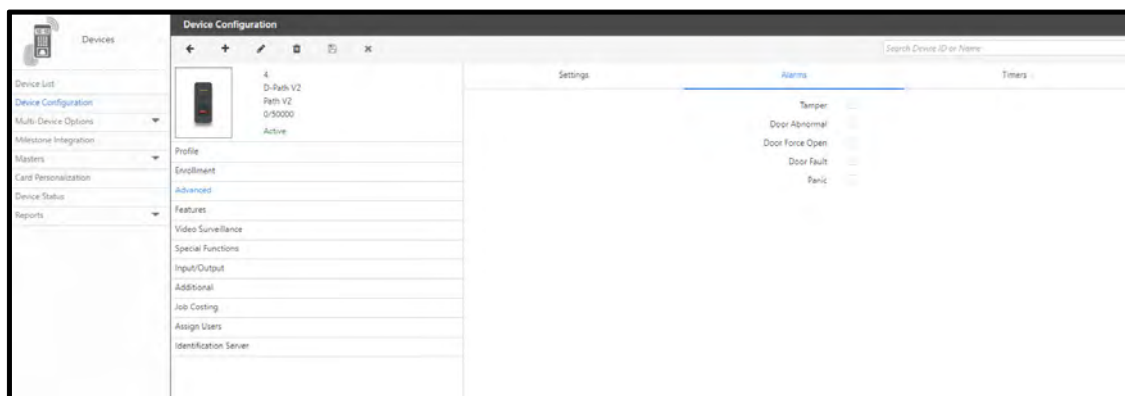 Devices
Device List
Device Configuration
Multi-Device Options
Milestone Integration
Masters
Card Personalization
Device Status
Reports
Device Configuration
Search Device ID or Name
4
D-Path V2
Path V2
0/50000
Active
Profile
Enrollment
Advanced
Features
Video Surveillance
Special Functions
Input/Output
Additional
Job Costing
Assign Users
Identification Server
Settings Alarms Timers
Tamper
Door Abnormal
Door Force Open
Door Fault
Panic